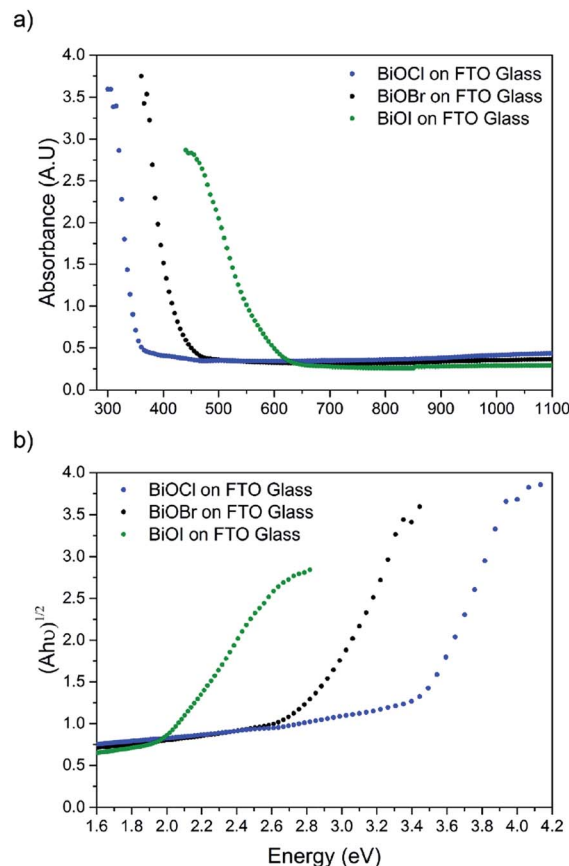 a)
4.0
3.5
3.0
2.5
2.0
1.5
1.0
0.5
0.0
Absorbance (A.U)
BiOCl on FTO Glass
BiOBr on FTO Glass
BiOI on FTO Glass
300 400 500 600 700 800 900 1000 1100
b)
4.0
3.5
3.0
2.5
2.0
1.5
1.0
0.5
0.0
(Ahυ)^1/2
BiOCl on FTO Glass
BiOBr on FTO Glass
BiOI on FTO Glass
1.6 1.8 2.0 2.2 2.4 2.6 2.8 3.0 3.2 3.4 3.6 3.8 4.0 4.2
Energy (eV)